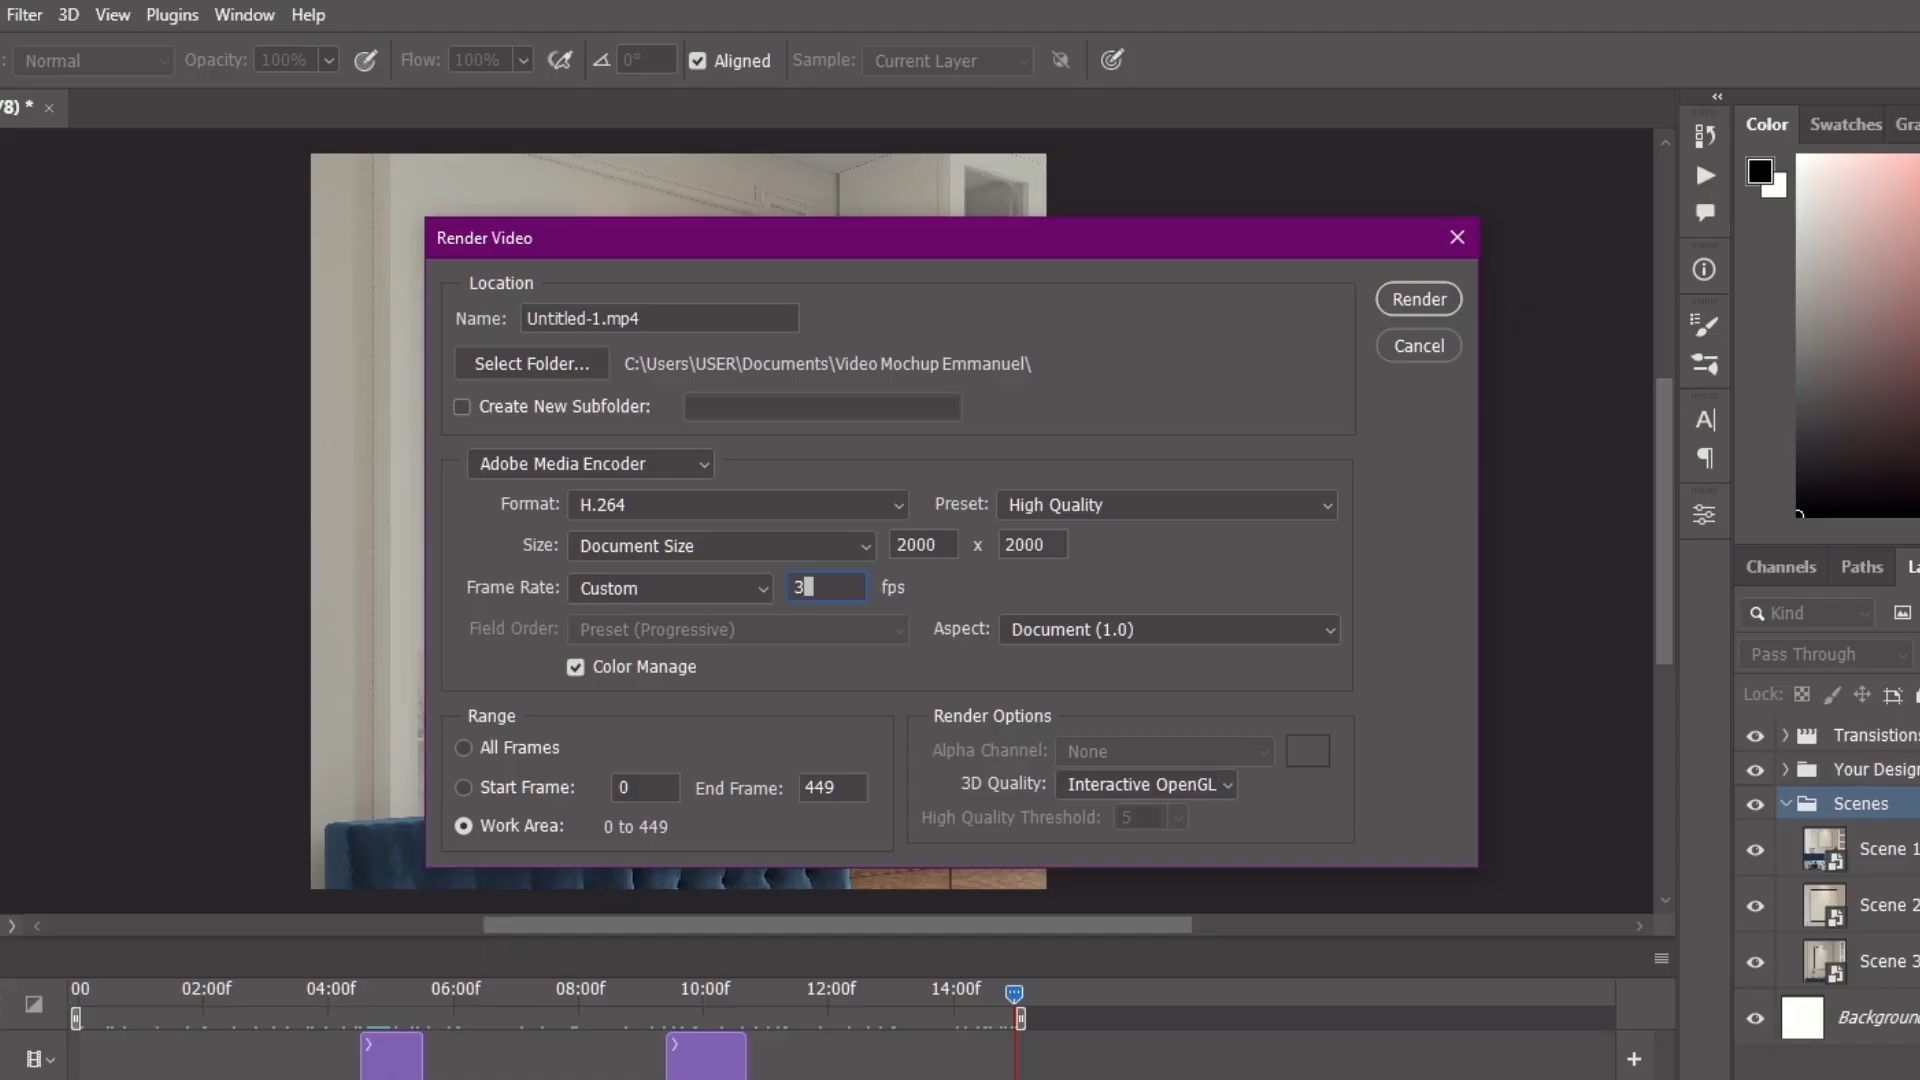 Filter 3D View Plugins Window Help
: Normal Opacity: 100% Flow: 100% 0° Aligned Sample: Current Layer
/8) *
Color Swatches Gra
Render Video
Location
Name: Untitled-1.mp4
Render
Select Folder... C:\Users\USER\Documents\Video Mochup Emmanuel\
Cancel
Create New Subfolder:
Adobe Media Encoder
Format: H.264 Preset: High Quality
Size: Document Size 2000 x 2000
Frame Rate: Custom 3 fps
Field Order: Preset (Progressive) Aspect: Document (1.0)
Color Manage
Range
All Frames
Start Frame: 0 End Frame: 449
Work Area: 0 to 449
Render Options
Alpha Channel: None
3D Quality: Interactive OpenGL
High Quality Threshold: 5
Channels Paths La
Kind
Pass Through
Lock:
Transistions
Your Design
Scenes
Scene 1
Scene 2
Scene 3
Background
00 02:00f 04:00f 06:00f 08:00f 10:00f 12:00f 14:00f